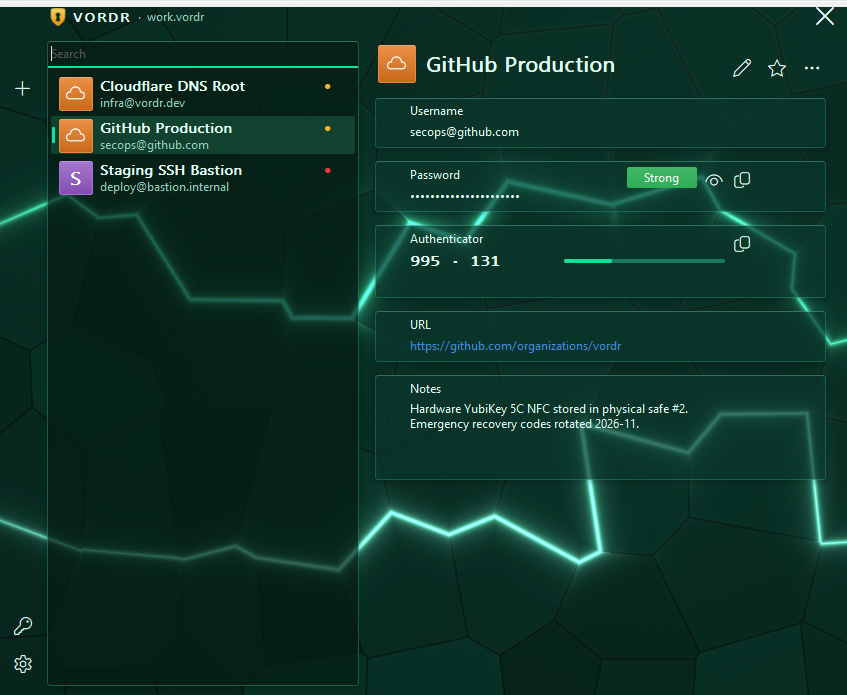 VORDR · work.vordr
Search
Cloudflare DNS Root
infra@vordr.dev
GitHub Production
secops@github.com
S
Staging SSH Bastion
deploy@bastion.internal
GitHub Production
Username
secops@github.com
Password
Strong
•••••••••••••••••••••
Authenticator
995 - 131
URL
https://github.com/organizations/vordr
Notes
Hardware YubiKey 5C NFC stored in physical safe #2.
Emergency recovery codes rotated 2026-11.